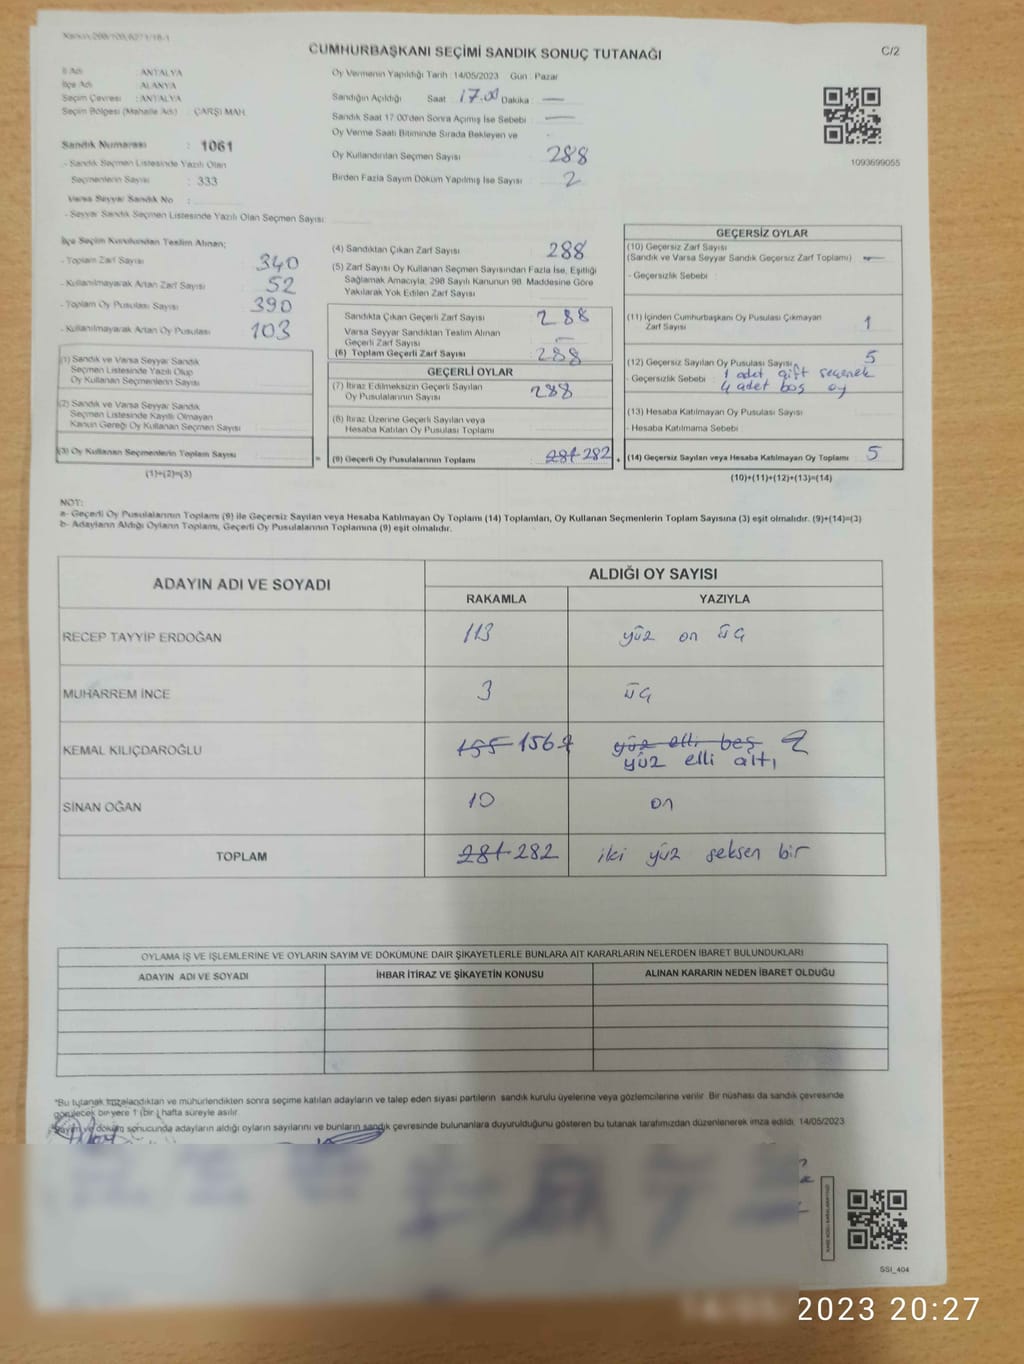 CUMHURBAŞKANI SEÇİMİ SANDIK SONUÇ TUTANAĞI
C/2
İl Adı : ANTALYA
İlçe Adı : ALANYA
Seçim Çevresi : ANTALYA
Seçim Bölgesi (Mahalle Adı) : ÇARŞI MAH.
Sandık Numarası : 1061
- Sandık Seçmen Listesinde Yazılı Olan
Seçmenlerin Sayısı : 333
Varsa Seyyar Sandık No :
- Seyyar Sandık Seçmen Listesinde Yazılı Olan Seçmen Sayısı
Oy Vermenin Yapıldığı Tarih : 14/05/2023 Gün : Pazar
Sandığın Açıldığı Saat : 17.00 Dakika : —
Sandık Saat 17.00'den Sonra Açılmış İse Sebebi : —
Oy Verme Saati Bitiminde Sırada Bekleyen ve
Oy Kullandırılan Seçmen Sayısı 288
Birden Fazla Sayım Döküm Yapılmış İse Sayısı 2
1093699055
İlçe Seçim Kurulundan Teslim Alınan;
- Toplam Zarf Sayısı 340
- Kullanılmayarak Artan Zarf Sayısı 52
- Toplam Oy Pusulası Sayısı 390
- Kullanılmayarak Artan Oy Pusulası 103
(1) Sandık ve Varsa Seyyar Sandık
Seçmen Listesinde Yazılı Olup
Oy Kullanan Seçmenlerin Sayısı
(2) Sandık ve Varsa Seyyar Sandık
Seçmen Listesinde Kayıtlı Olmayan
Kanun Gereği Oy Kullanan Seçmen Sayısı
(3) Oy Kullanan Seçmenlerin Toplam Sayısı =
(1)+(2)=(3)
(4) Sandıktan Çıkan Zarf Sayısı 288
(5) Zarf Sayısı Oy Kullanan Seçmen Sayısından Fazla İse, Eşitliği
Sağlamak Amacıyla, 298 Sayılı Kanunun 98. Maddesine Göre
Yakılarak Yok Edilen Zarf Sayısı
Sandıkta Çıkan Geçerli Zarf Sayısı 288
Varsa Seyyar Sandıktan Teslim Alınan
Geçerli Zarf Sayısı —
(6) Toplam Geçerli Zarf Sayısı 288
GEÇERLİ OYLAR
(7) İtiraz Edilmeksizin Geçerli Sayılan
Oy Pusulalarının Sayısı 288
(8) İtiraz Üzerine Geçerli Sayılan veya
Hesaba Katılan Oy Pusulası Toplamı
(9) Geçerli Oy Pusulalarının Toplamı 281 282 +
GEÇERSİZ OYLAR
(10) Geçersiz Zarf Sayısı
(Sandık ve Varsa Seyyar Sandık Geçersiz Zarf Toplamı) —
- Geçersizlik Sebebi :
(11) İçinden Cumhurbaşkanı Oy Pusulası Çıkmayan
Zarf Sayısı 1
(12) Geçersiz Sayılan Oy Pusulası Sayısı 5
- Geçersizlik Sebebi 1 adet çift seçenek
4 adet boş oy
(13) Hesaba Katılmayan Oy Pusulası Sayısı
- Hesaba Katılmama Sebebi
(14) Geçersiz Sayılan veya Hesaba Katılmayan Oy Toplamı 5
(10)+(11)+(12)+(13)=(14)
NOT:
a- Geçerli Oy Pusulalarının Toplamı (9) ile Geçersiz Sayılan veya Hesaba Katılmayan Oy Toplamı (14) Toplamları, Oy Kullanan Seçmenlerin Toplam Sayısına (3) eşit olmalıdır. (9)+(14)=(3)
b- Adayların Aldığı Oyların Toplamı, Geçerli Oy Pusulalarının Toplamına (9) eşit olmalıdır.
ADAYIN ADI VE SOYADI ALDIĞI OY SAYISI
RAKAMLA YAZIYLA
RECEP TAYYİP ERDOĞAN 113 yüz on üç
MUHARREM İNCE 3 üç
KEMAL KILIÇDAROĞLU 155 156 yüz elli beş
yüz elli altı
SİNAN OĞAN 10 on
TOPLAM 281 282 iki yüz seksen bir
OYLAMA İŞ VE İŞLEMLERİNE VE OYLARIN SAYIM VE DÖKÜMÜNE DAİR ŞİKAYETLERLE BUNLARA AİT KARARLARIN NELERDEN İBARET BULUNDUKLARI
ADAYIN ADI VE SOYADI İHBAR İTİRAZ VE ŞİKAYETİN KONUSU ALINAN KARARIN NEDEN İBARET OLDUĞU
*Bu tutanak imzalandıktan ve mühürlendikten sonra seçime katılan adayların ve talep eden siyasi partilerin sandık kurulu üyelerine veya gözlemcilerine verilir. Bir nüshası da sandık çevresinde
görülecek bir yere 1 (bir) hafta süreyle asılır.
Sayım ve döküm sonucunda adayların aldığı oyların sayılarını ve bunların sandık çevresinde bulunanlara duyurulduğunu gösteren bu tutanak tarafımızdan düzenlenerek imza edildi. 14/05/2023
SSI_404
2023 20:27